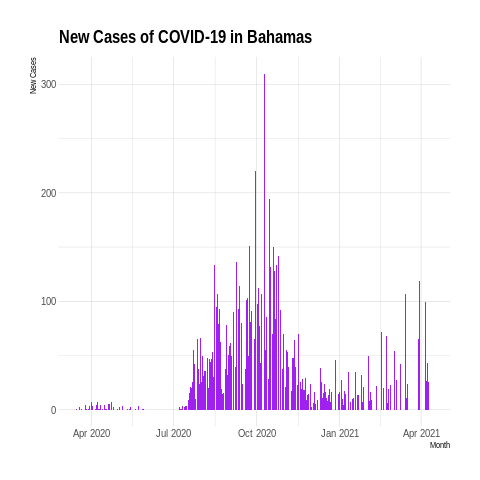 New Cases of COVID-19 in Bahamas
New Cases
300
200
100
0
Apr 2020 Jul 2020 Oct 2020 Jan 2021 Apr 2021
Month